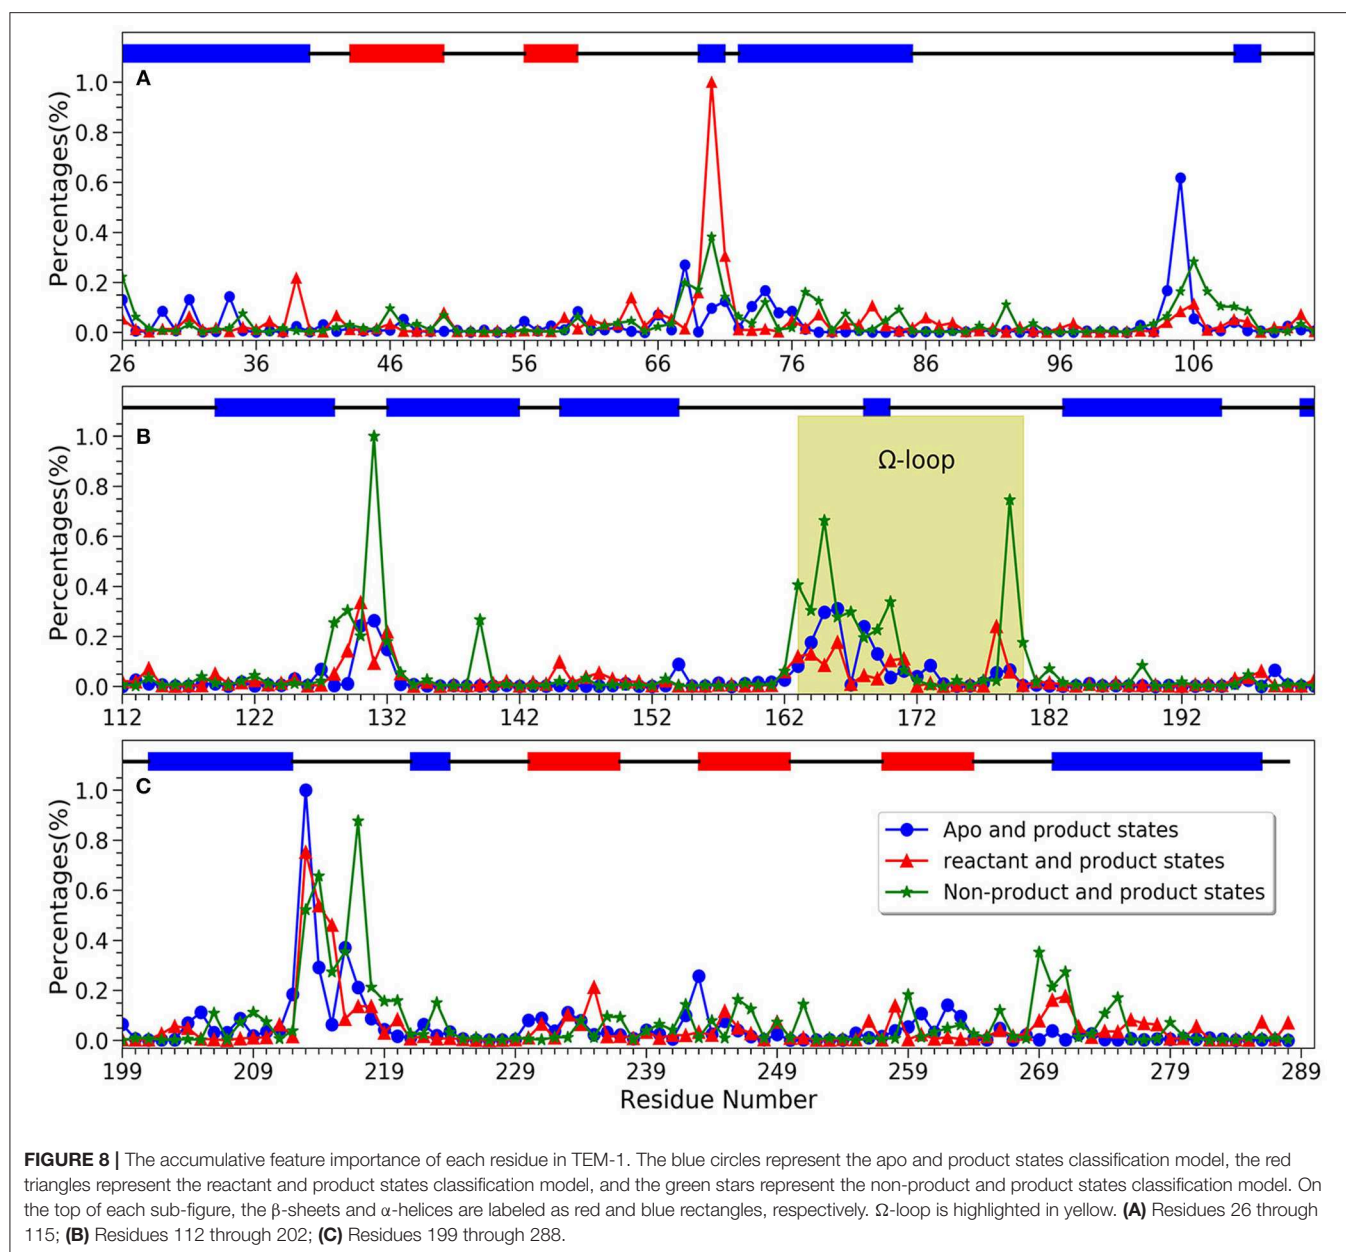 A
Percentages(%)
1.0
0.8
0.6
0.4
0.2
0.0
26 36 46 56 66 76 86 96 106
B
Percentages(%)
Ω-loop
1.0
0.8
0.6
0.4
0.2
0.0
112 122 132 142 152 162 172 182 192
C
Percentages(%)
1.0
0.8
0.6
0.4
0.2
0.0
Apo and product states
reactant and product states
Non-product and product states
199 209 219 229 239 249 259 269 279 289
Residue Number
FIGURE 8 | The accumulative feature importance of each residue in TEM-1. The blue circles represent the apo and product states classification model, the red
triangles represent the reactant and product states classification model, and the green stars represent the non-product and product states classification model. On
the top of each sub-figure, the β-sheets and α-helices are labeled as red and blue rectangles, respectively. Ω-loop is highlighted in yellow. (A) Residues 26 through
115; (B) Residues 112 through 202; (C) Residues 199 through 288.